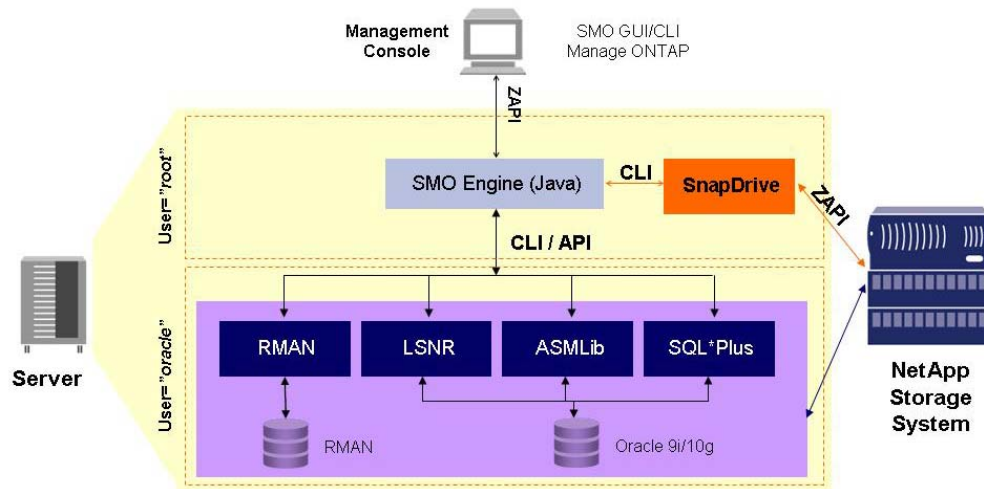 Management
Console
SMO GUI/CLI
Manage ONTAP
ZAPI
User="root"
SMO Engine (Java)
CLI
SnapDrive
ZAPI
CLI / API
User="oracle"
RMAN
LSNR
ASMLib
SQL*Plus
Server
NetApp
Storage
System
RMAN
Oracle 9i/10g